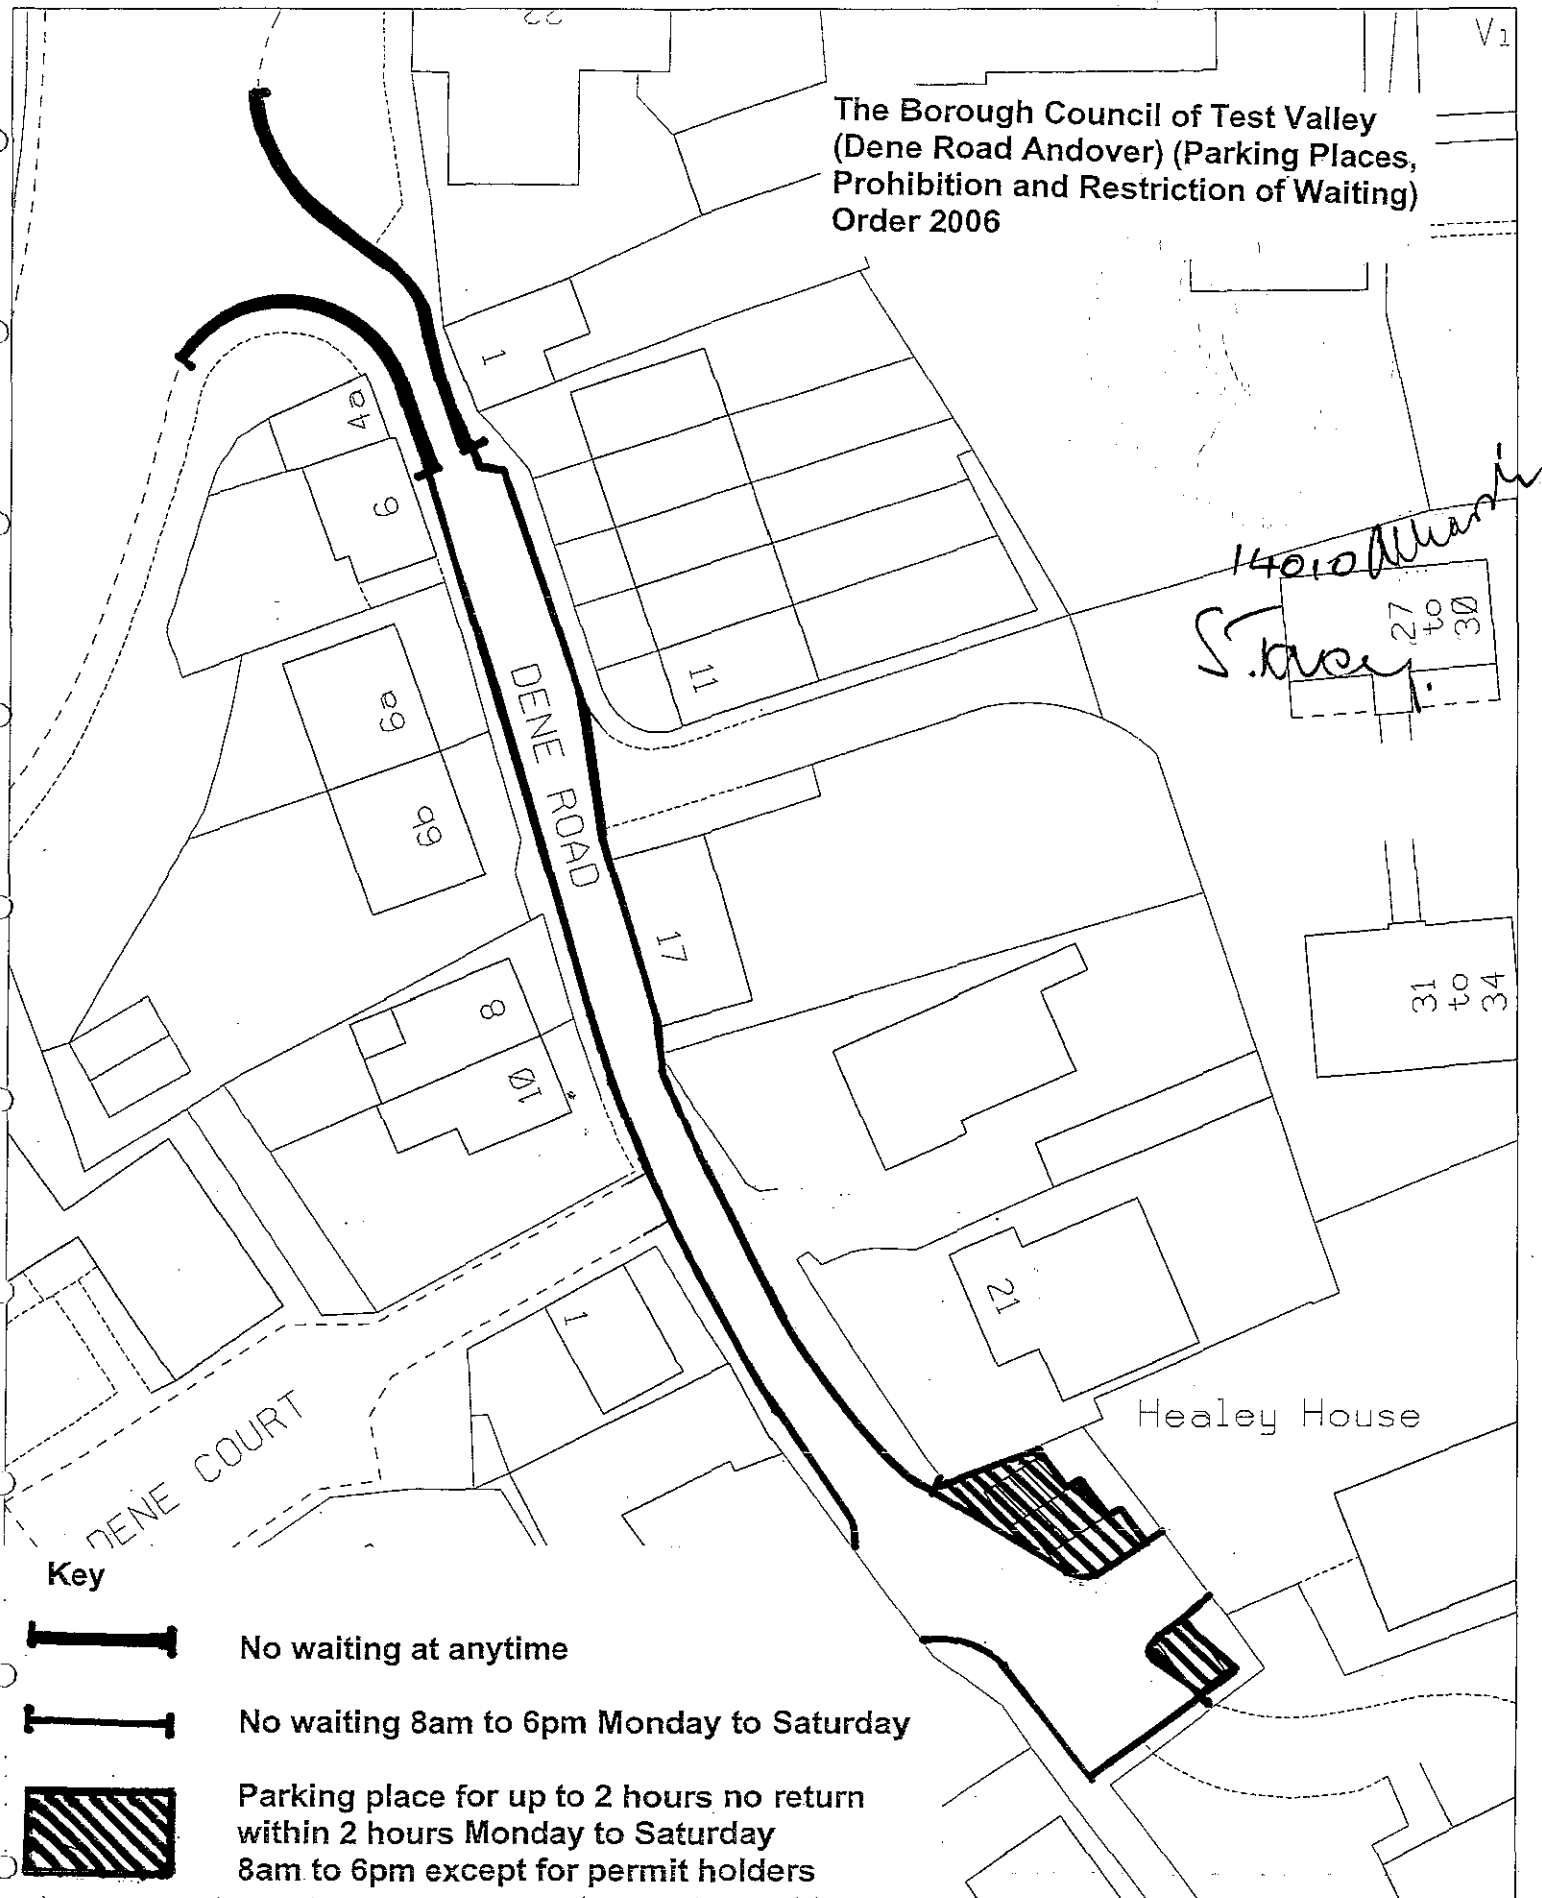 22
V1
The Borough Council of Test Valley
(Dene Road Andover) (Parking Places,
Prohibition and Restriction of Waiting)
Order 2006
1
4a
6
14010
27
to
30
S.
6a
11
DENE ROAD
6b
17
8
10
31
to
34
21
1
Healey House
DENE COURT
Key
No waiting at anytime
No waiting 8am to 6pm Monday to Saturday
Parking place for up to 2 hours no return
within 2 hours Monday to Saturday
8am to 6pm except for permit holders